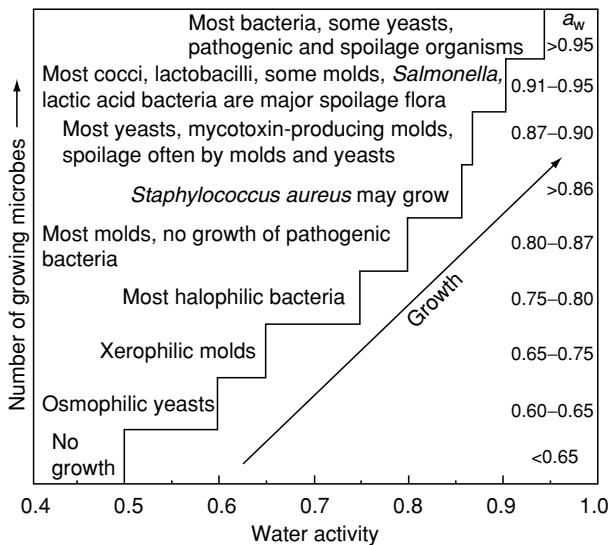 Most bacteria, some yeasts,
pathogenic and spoilage organisms
a_w
>0.95
Most cocci, lactobacilli, some molds, Salmonella,
lactic acid bacteria are major spoilage flora
0.91–0.95
Most yeasts, mycotoxin-producing molds,
spoilage often by molds and yeasts
0.87–0.90
Staphylococcus aureus may grow
>0.86
Most molds, no growth of pathogenic
bacteria
0.80–0.87
Most halophilic bacteria
0.75–0.80
Xerophilic molds
0.65–0.75
Osmophilic yeasts
0.60–0.65
No
growth
<0.65
Growth
Number of growing microbes
0.4 0.5 0.6 0.7 0.8 0.9 1.0
Water activity